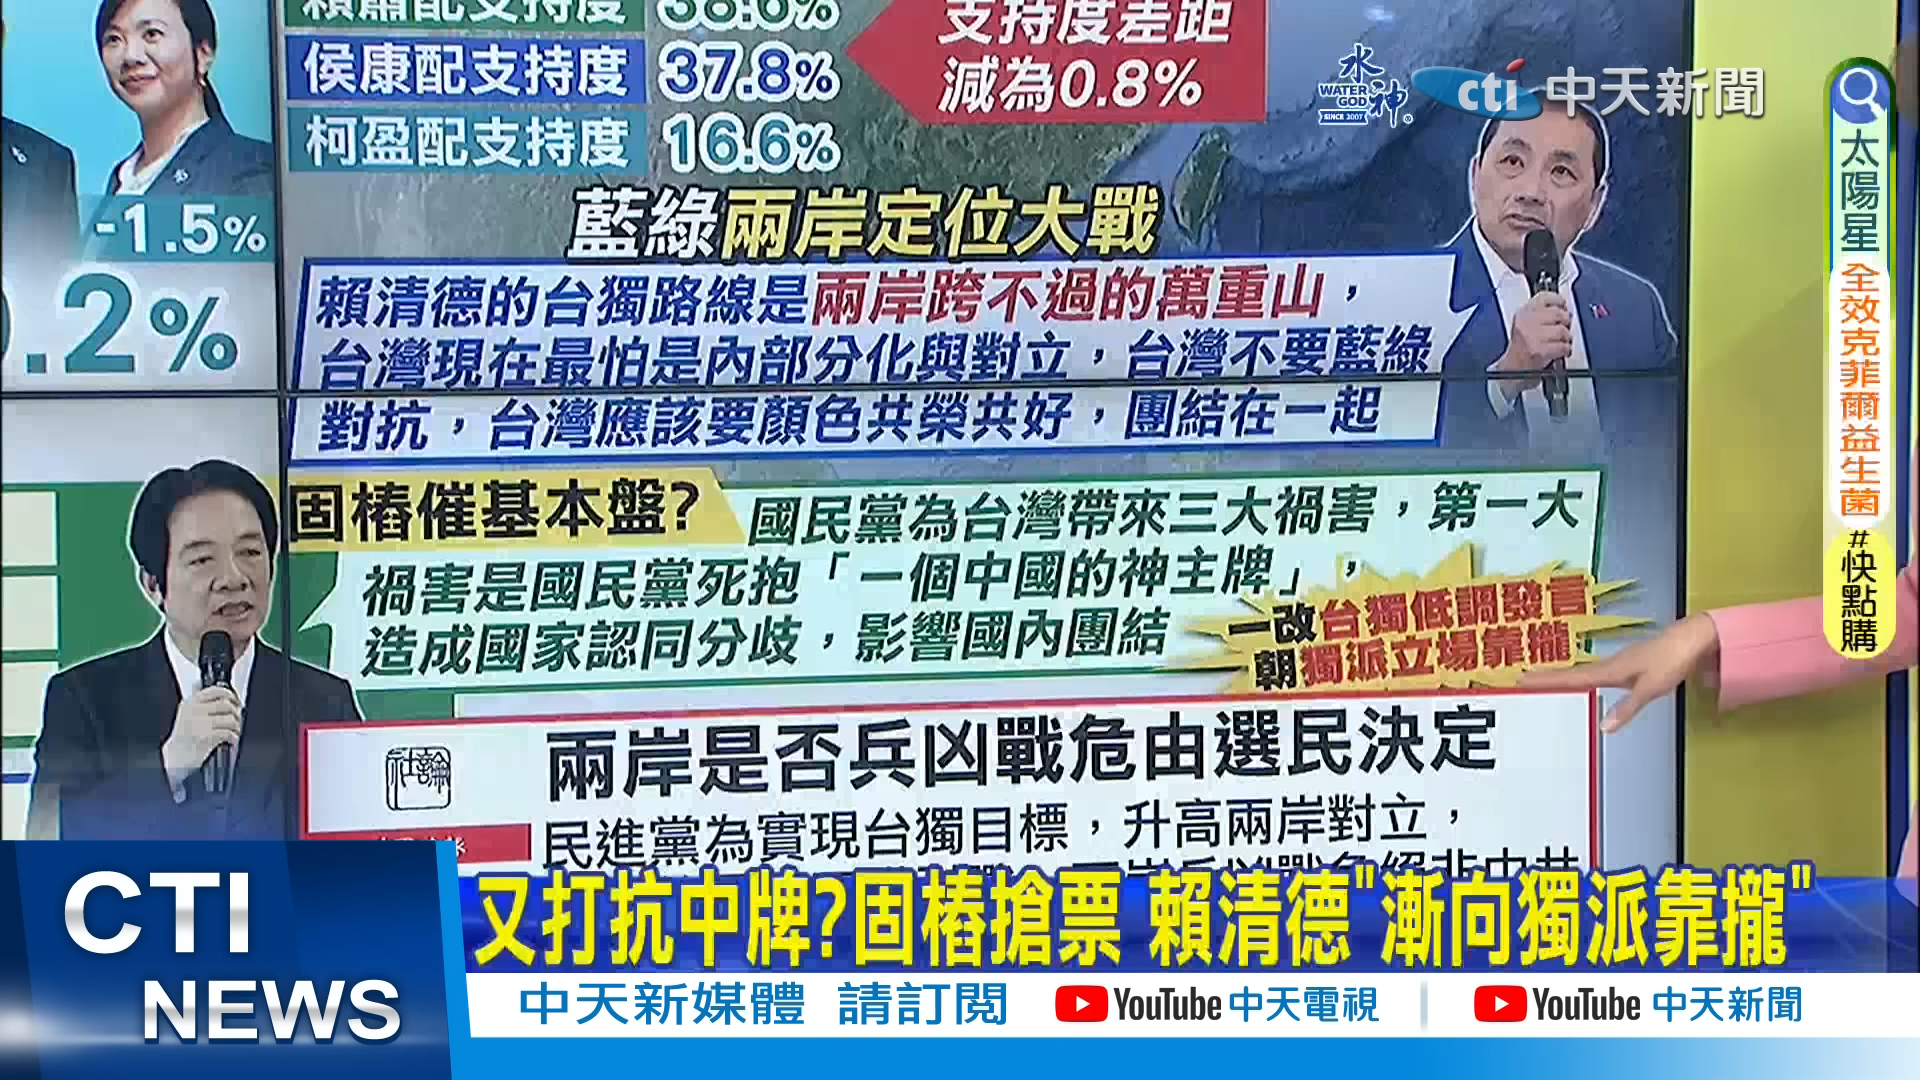 賴蕭配支持度 38.6%
侯康配支持度 37.8%
柯盈配支持度 16.6%
支持度差距
減為0.8%
-1.5%
.2%
水神
WATER GOD
SINCE 2007
cti 中天新聞
藍綠兩岸定位大戰
賴清德的台獨路線是兩岸跨不過的萬重山，
台灣現在最怕是內部分化與對立，台灣不要藍綠
對抗，台灣應該要顏色共榮共好，團結在一起
固樁催基本盤?
國民黨為台灣帶來三大禍害，第一大
禍害是國民黨死抱「一個中國的神主牌」，
造成國家認同分歧，影響國內團結
一改台獨低調發言
朝獨派立場靠攏
社論
兩岸是否兵凶戰危由選民決定
民進黨為實現台獨目標，升高兩岸對立，
太陽星
全效克菲爾益生菌
#快點購
CTI NEWS
又打抗中牌?固樁搶票 賴清德"漸向獨派靠攏"
中天新媒體 請訂閱 YouTube 中天電視 | YouTube 中天新聞